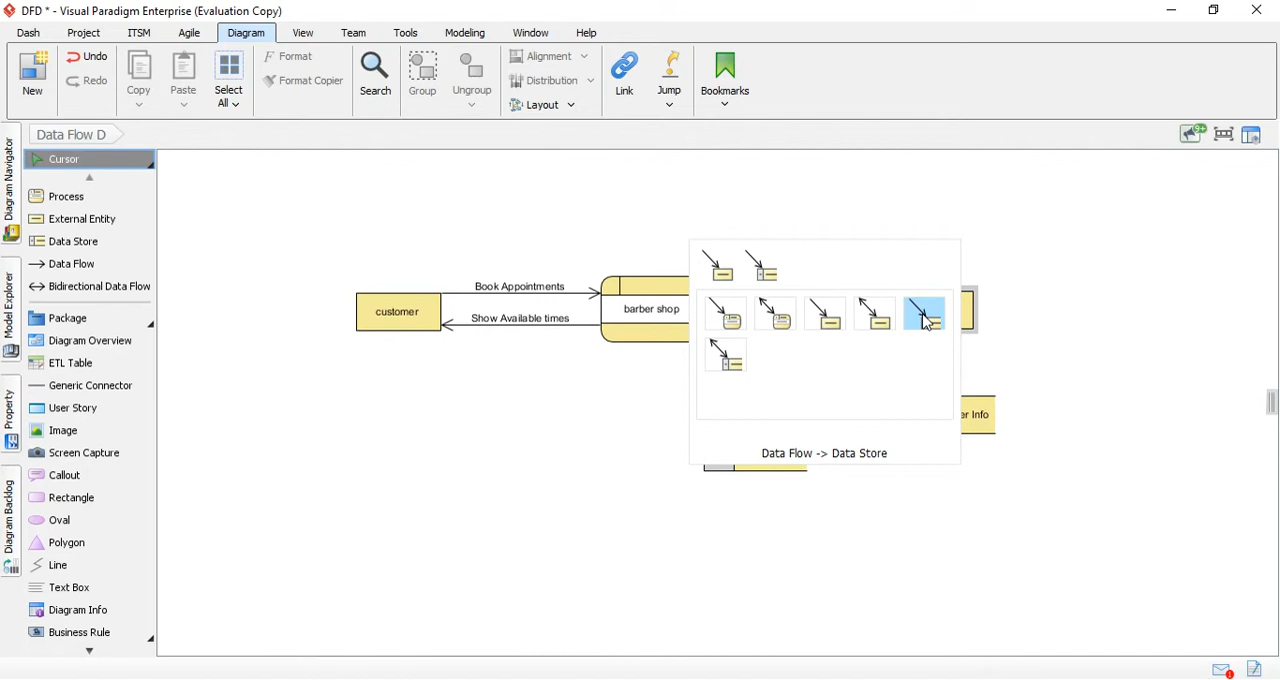 DFD * - Visual Paradigm Enterprise (Evaluation Copy)
Dash Project ITSM Agile Diagram View Team Tools Modeling Window Help
New
Undo
Redo
Copy
Paste
Select
All
Format
Format Copier
Search
Group
Ungroup
Alignment
Distribution
Layout
Link
Jump
Bookmarks
Data Flow D
9+
Diagram Navigator
Model Explorer
Property
Diagram Backlog
Cursor
Process
External Entity
Data Store
Data Flow
Bidirectional Data Flow
Package
Diagram Overview
ETL Table
Generic Connector
User Story
Image
Screen Capture
Callout
Rectangle
Oval
Polygon
Line
Text Box
Diagram Info
Business Rule
customer
Book Appointments
Show Available times
barber shop
er Info
Data Flow -> Data Store
1